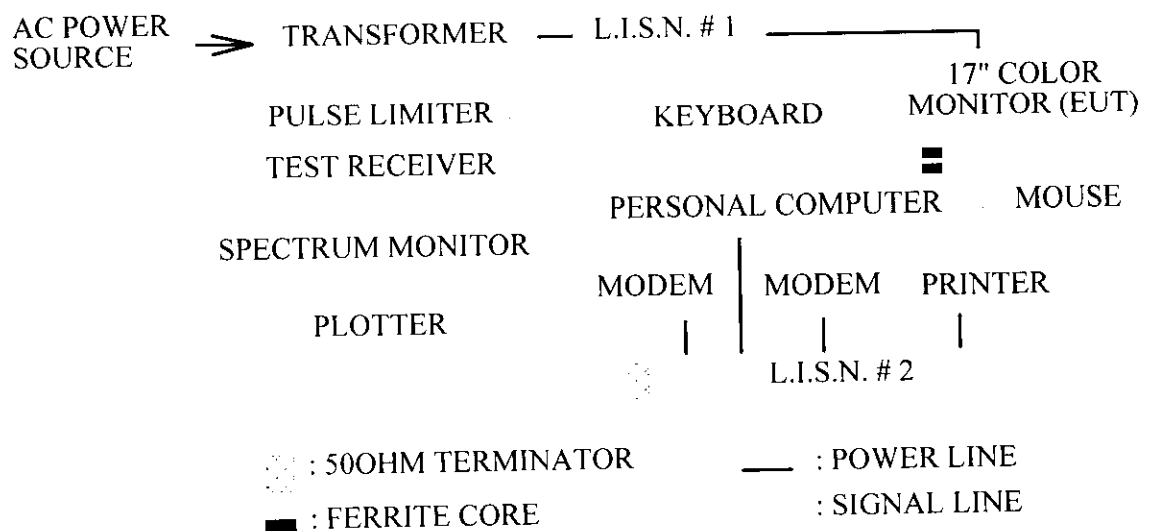 AC POWER
SOURCE
TRANSFORMER
L.I.S.N. # 1
17" COLOR
MONITOR (EUT)
PULSE LIMITER
KEYBOARD
TEST RECEIVER
PERSONAL COMPUTER
MOUSE
SPECTRUM MONITOR
MODEM
MODEM
PRINTER
PLOTTER
L.I.S.N. # 2
: 50OHM TERMINATOR
: POWER LINE
: FERRITE CORE
: SIGNAL LINE